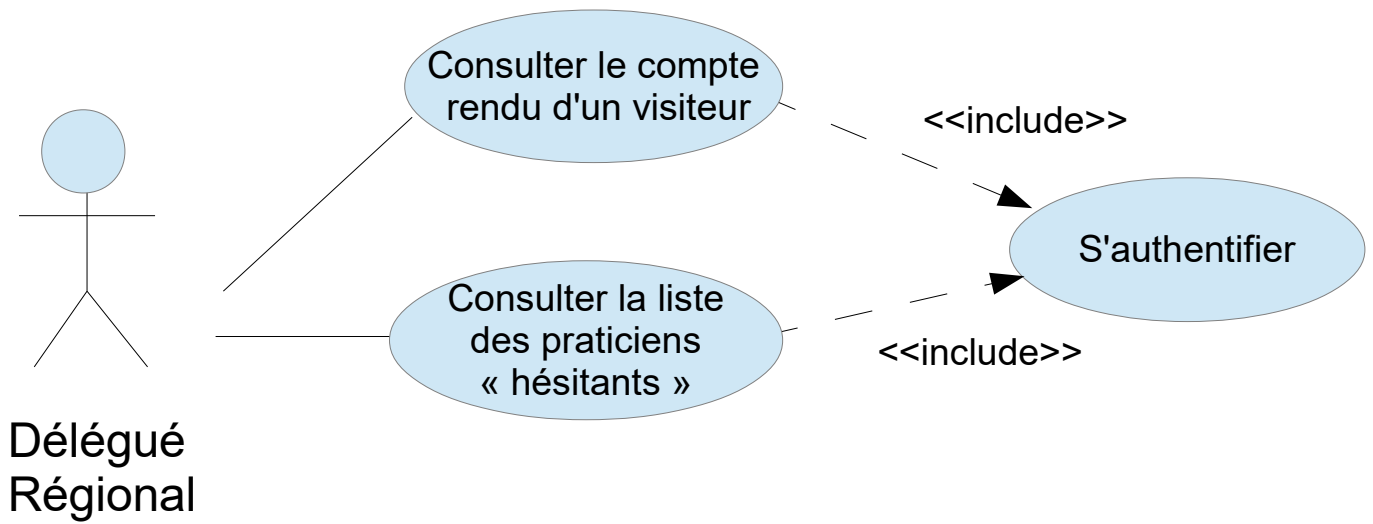 Consulter le compte
rendu d'un visiteur
<<include>>
S'authentifier
Consulter la liste
des praticiens
« hésitants »
<<include>>
Délégué
Régional